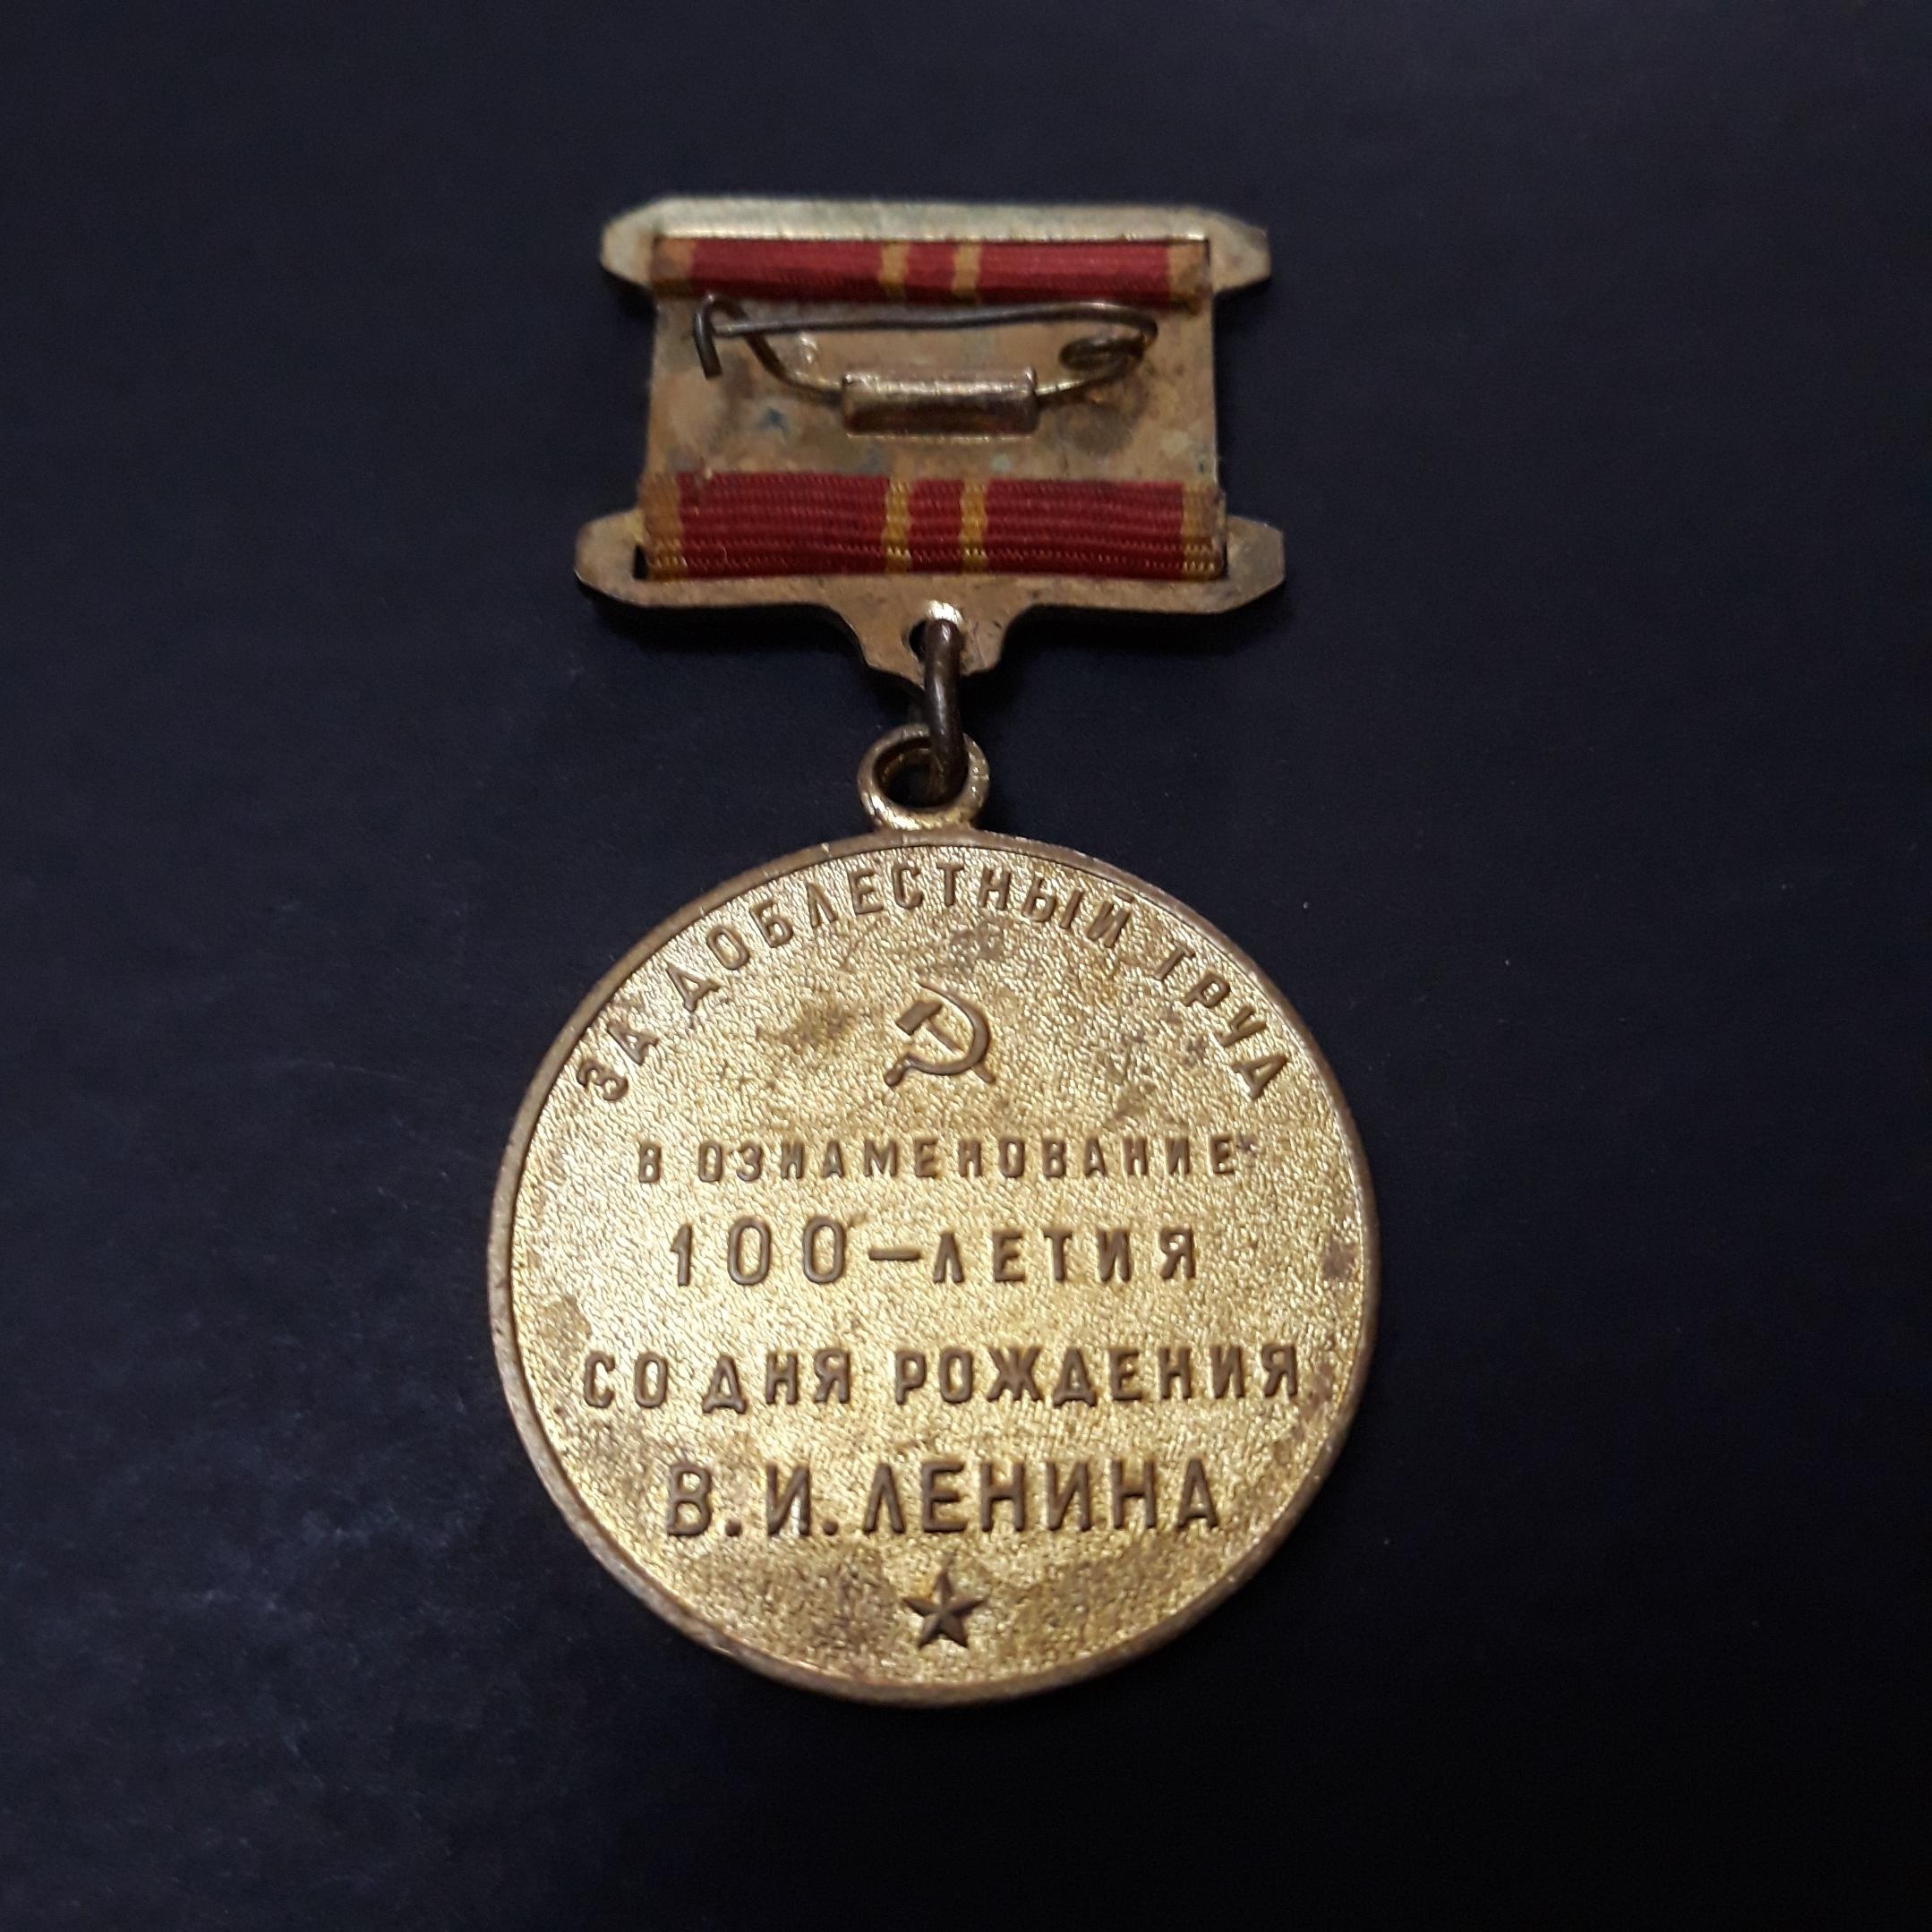 ЗА ДОБЛЕСТНЫЙ ТРУД
В ОЗНАМЕНОВАНИЕ
100-ЛЕТИЯ
СО ДНЯ РОЖДЕНИЯ
В.И. ЛЕНИНА